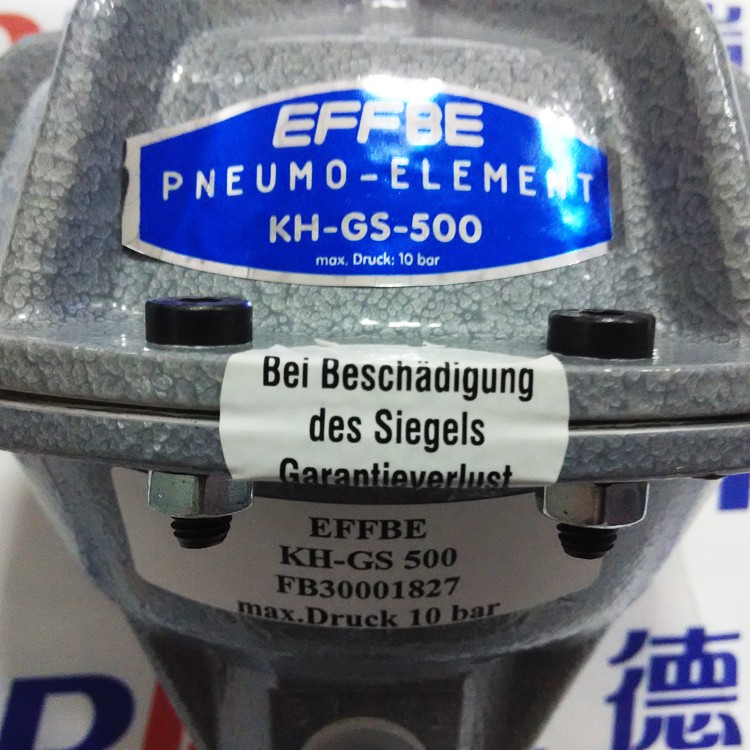 EFFBE
PNEUMO-ELEMENT
KH-GS-500
max. Druck: 10 bar
Bei Beschädigung
des Siegels
Garantieverlust
EFFBE
KH-GS 500
FB30001827
max.Druck 10 bar
德